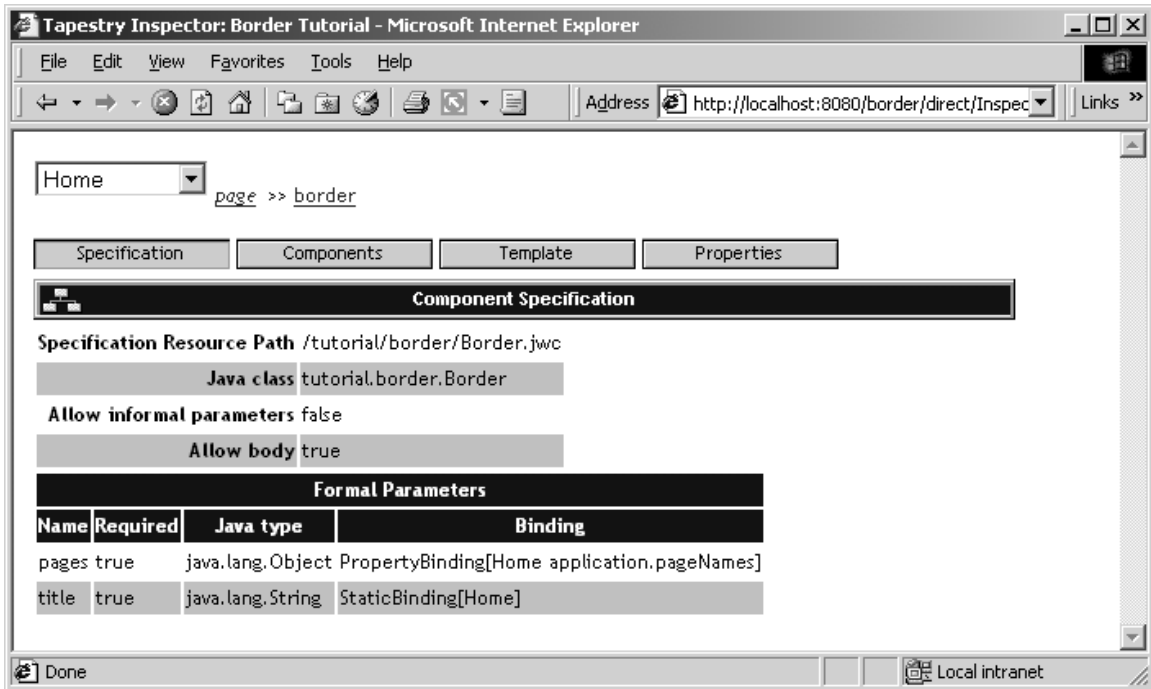 Tapestry Inspector: Border Tutorial - Microsoft Internet Explorer
File Edit View Favorites Tools Help
Address http://localhost:8080/border/direct/Inspec Links »
Home page >> border
Specification Components Template Properties
Component Specification
Specification Resource Path /tutorial/border/Border.jwc
Java class tutorial.border.Border
Allow informal parameters false
Allow body true
Formal Parameters
Name Required Java type Binding
pages true java.lang.Object PropertyBinding[Home application.pageNames]
title true java.lang.String StaticBinding[Home]
Done Local intranet